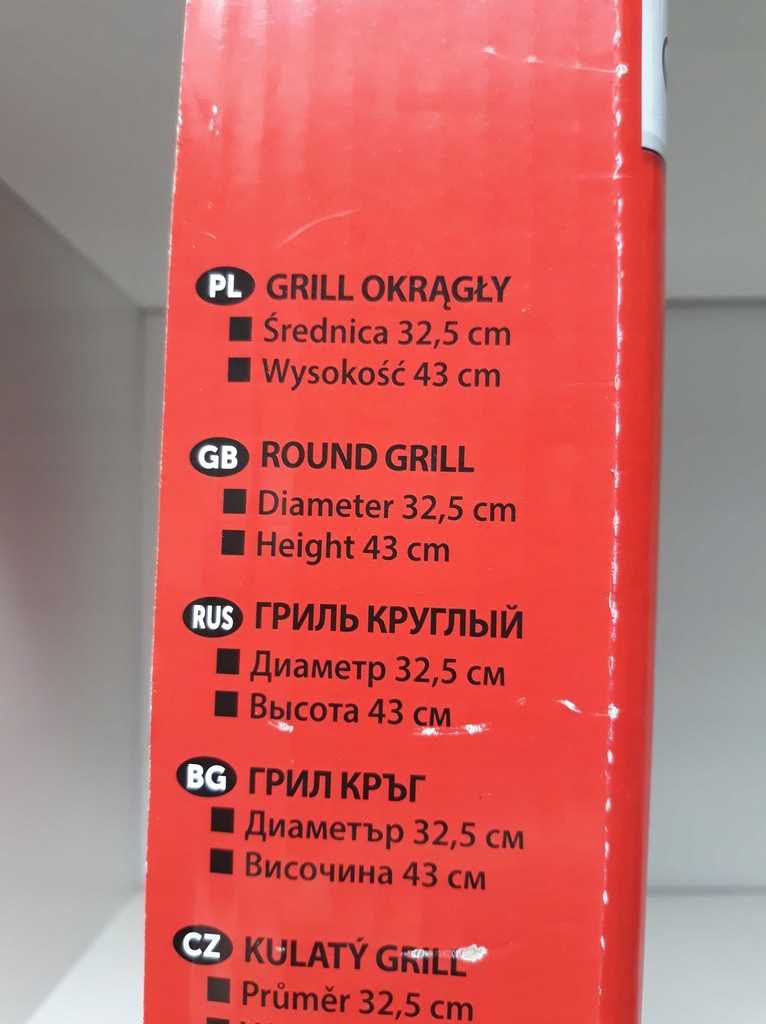 PL GRILL OKRĄGŁY
■ Średnica 32,5 cm
■ Wysokość 43 cm
GB ROUND GRILL
■ Diameter 32,5 cm
■ Height 43 cm
RUS ГРИЛЬ КРУГЛЫЙ
■ Диаметр 32,5 см
■ Высота 43 см
BG ГРИЛ КРЪГ
■ Диаметър 32,5 см
■ Височина 43 см
CZ KULATÝ GRILL
■ Průměr 32,5 cm